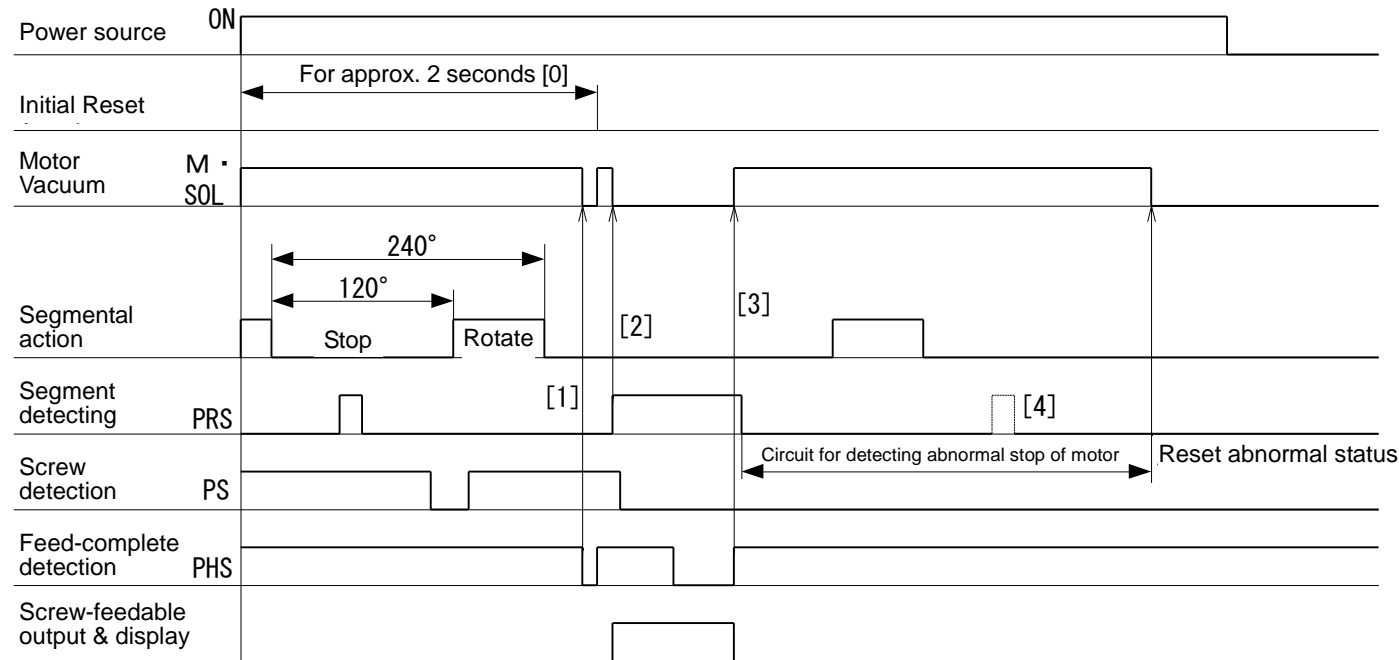 Power source ON
For approx. 2 seconds [0]
Initial Reset
Motor M・
Vacuum SOL
240°
120°
[3]
Segmental [2]
action Stop Rotate
Segment [1]
detecting PRS [4]
Circuit for detecting abnormal stop of motor Reset abnormal status
Screw
detection PS
Feed-complete
detection PHS
Screw-feedable
output & display